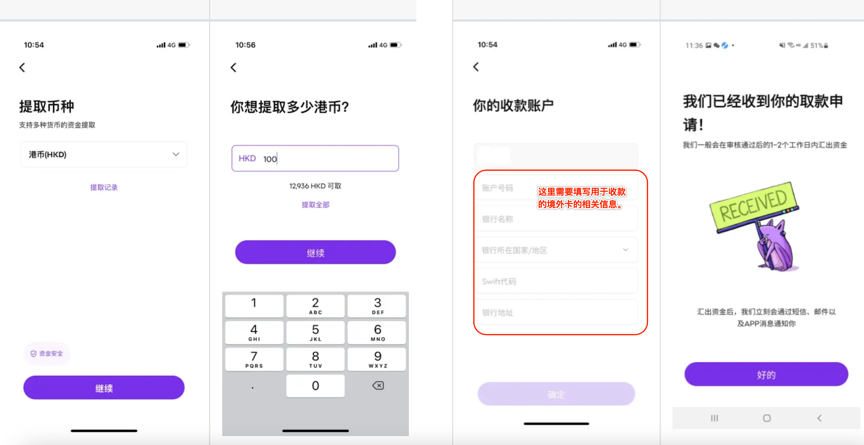 10:54
4G
提取币种
支持多种货币的资金提取
港币(HKD)
提取记录
资金安全
继续
10:56
4G
你想提取多少港币?
HKD 100
12,936 HKD 可取
提取全部
继续
1
2
ABC
3
DEF
4
GHI
5
JKL
6
MNO
7
PQRS
8
TUV
9
WXYZ
.
0
10:54
4G
你的收款账户
账户号码
这里需要填写用于收款
的境外卡的相关信息。
银行名称
银行所在国家/地区
Swift代码
银行地址
确定
11:36
51%
我们已经收到你的取款申
请!
我们一般会在审核通过后的1-2个工作日内汇出资金
RECEIVED
汇出资金后，我们立刻会通过短信、邮件以
及APP消息通知你
好的